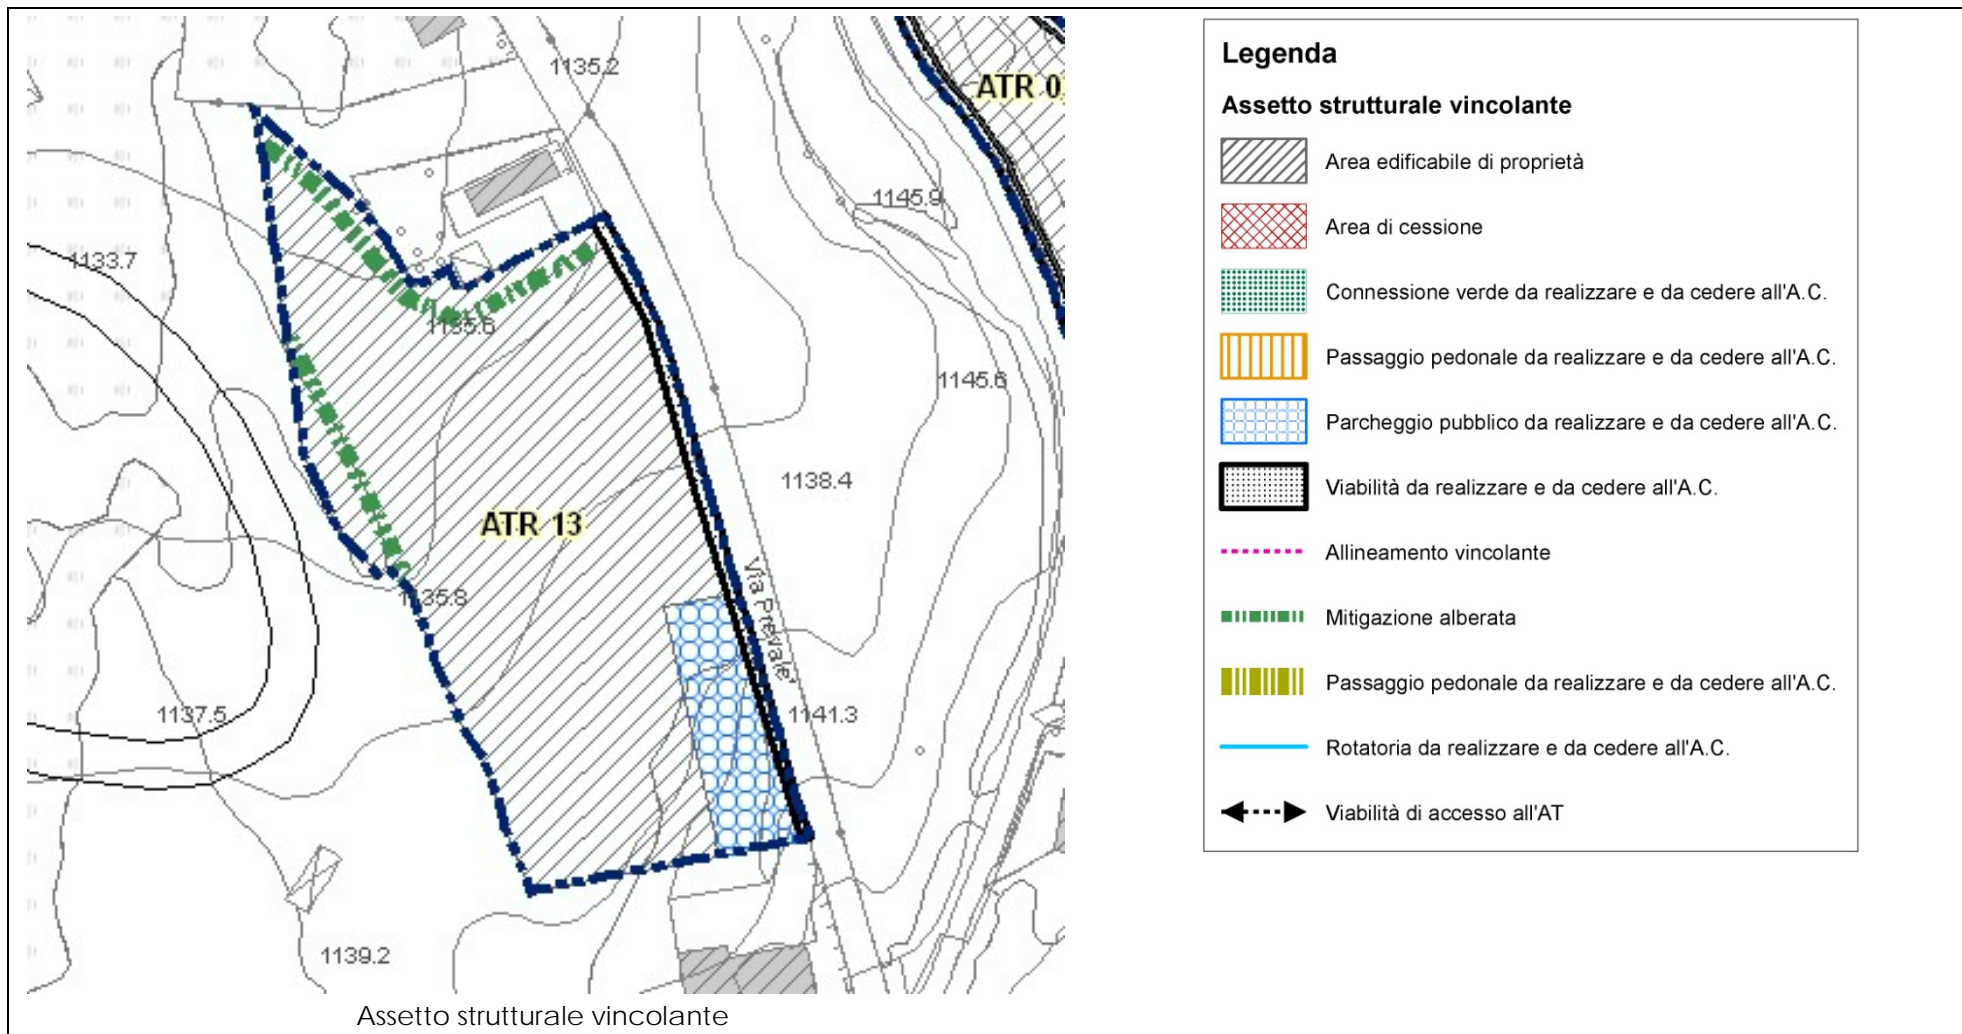 1135.2
ATR 0
1145.9
1133.7
1135.6
1145.6
1138.4
ATR 13
Via Prevale'
1135.8
1137.5
1141.3
1139.2
Assetto strutturale vincolante
Legenda
Assetto strutturale vincolante
Area edificabile di proprietà
Area di cessione
Connessione verde da realizzare e da cedere all'A.C.
Passaggio pedonale da realizzare e da cedere all'A.C.
Parcheggio pubblico da realizzare e da cedere all'A.C.
Viabilità da realizzare e da cedere all'A.C.
Allineamento vincolante
Mitigazione alberata
Passaggio pedonale da realizzare e da cedere all'A.C.
Rotatoria da realizzare e da cedere all'A.C.
Viabilità di accesso all'AT